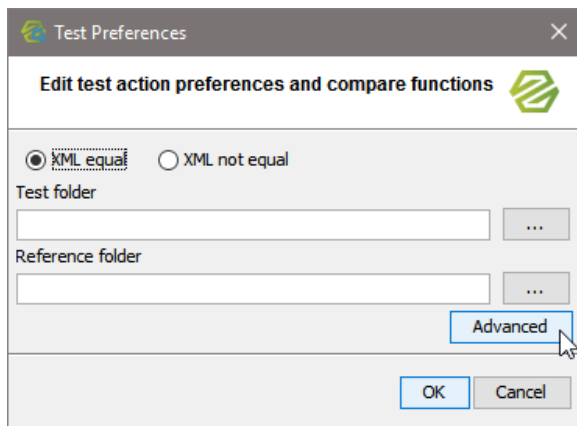 Test Preferences
Edit test action preferences and compare functions
XML equal XML not equal
Test folder
...
Reference folder
...
Advanced
OK Cancel